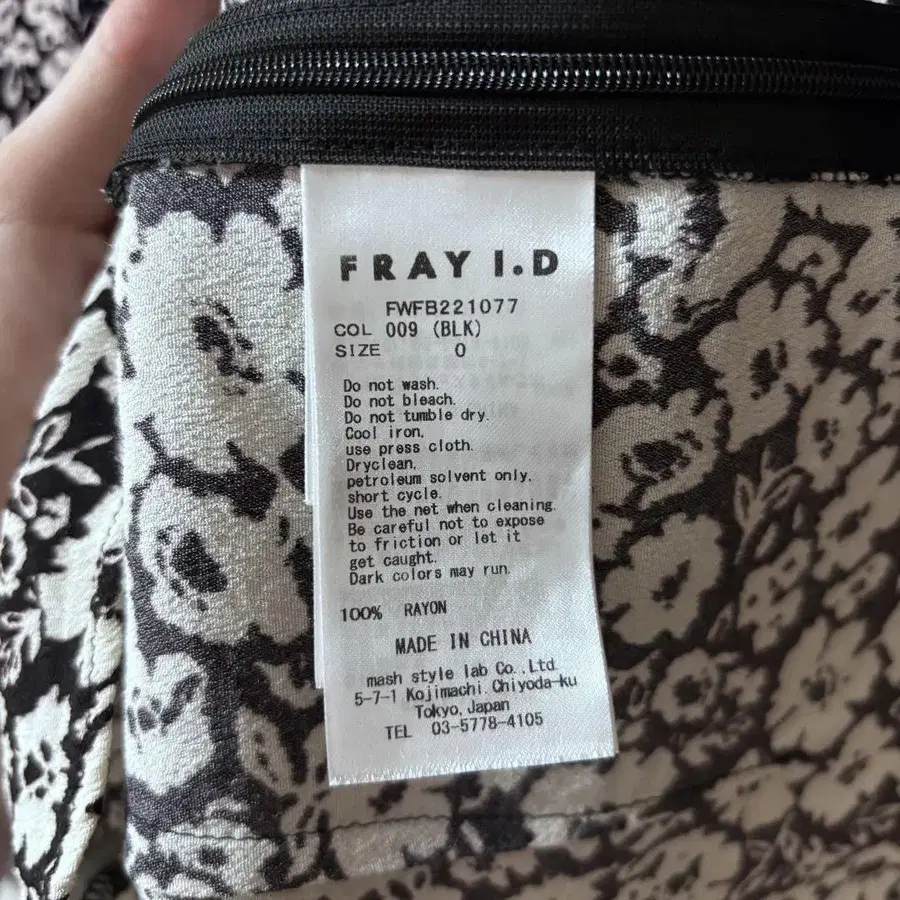 FRAY I.D
FWFB221077
COL 009 (BLK)
SIZE 0
Do not wash.
Do not bleach.
Do not tumble dry.
Cool iron,
use press cloth.
Dryclean,
petroleum solvent only,
short cycle.
Use the net when cleaning.
Be careful not to expose
to friction or let it
get caught.
Dark colors may run.
100% RAYON
MADE IN CHINA
mash style lab Co.,Ltd.
5-7-1 Kojimachi.Chiyoda-ku
Tokyo,Japan
TEL 03-5778-4105